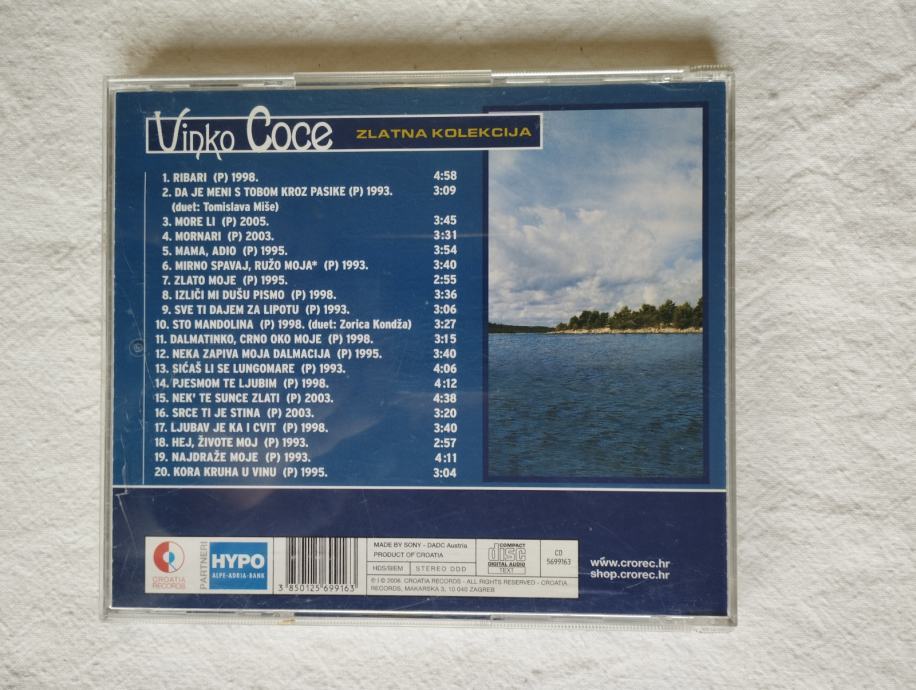 Vinko Coce ZLATNA KOLEKCIJA
1. RIBARI (P) 1998. 4:58
2. DA JE MENI S TOBOM KROZ PASIKE (P) 1993. 3:09
(duet: Tomislava Miše)
3. MORE LI (P) 2005. 3:45
4. MORNARI (P) 2003. 3:31
5. MAMA, ADIO (P) 1995. 3:54
6. MIRNO SPAVAJ, RUŽO MOJA* (P) 1993. 3:40
7. ZLATO MOJE (P) 1995. 2:55
8. IZLIČI MI DUŠU PISMO (P) 1998. 3:36
9. SVE TI DAJEM ZA LIPOTU (P) 1993. 3:06
10. STO MANDOLINA (P) 1998. (duet: Zorica Kondža) 3:27
11. DALMATINKO, CRNO OKO MOJE (P) 1998. 3:15
12. NEKA ZAPIVA MOJA DALMACIJA (P) 1995. 3:40
13. SIĆAŠ LI SE LUNGOMARE (P) 1993. 4:06
14. PJESMOM TE LJUBIM (P) 1998. 4:12
15. NEK' TE SUNCE ZLATI (P) 2003. 4:38
16. SRCE TI JE STINA (P) 2003. 3:20
17. LJUBAV JE KA I CVIT (P) 1998. 3:40
18. HEJ, ŽIVOTE MOJ (P) 1993. 2:57
19. NAJDRAŽE MOJE (P) 1993. 4:11
20. KORA KRUHA U VINU (P) 1995. 3:04
CROATIA
RECORDS
PARTNERI
HYPO
ALPE-ADRIA-BANK
3 850125 699163
MADE BY SONY - DADC Austria
PRODUCT OF CROATIA
HDS/BIEM STEREO DDD
COMPACT
disc
DIGITAL AUDIO
TEXT
CD
5699163
© i ℗ 2006. CROATIA RECORDS - ALL RIGHTS RESERVED - CROATIA
RECORDS, MAKARSKA 3, 10 040 ZAGREB
www.crorec.hr
shop.crorec.hr